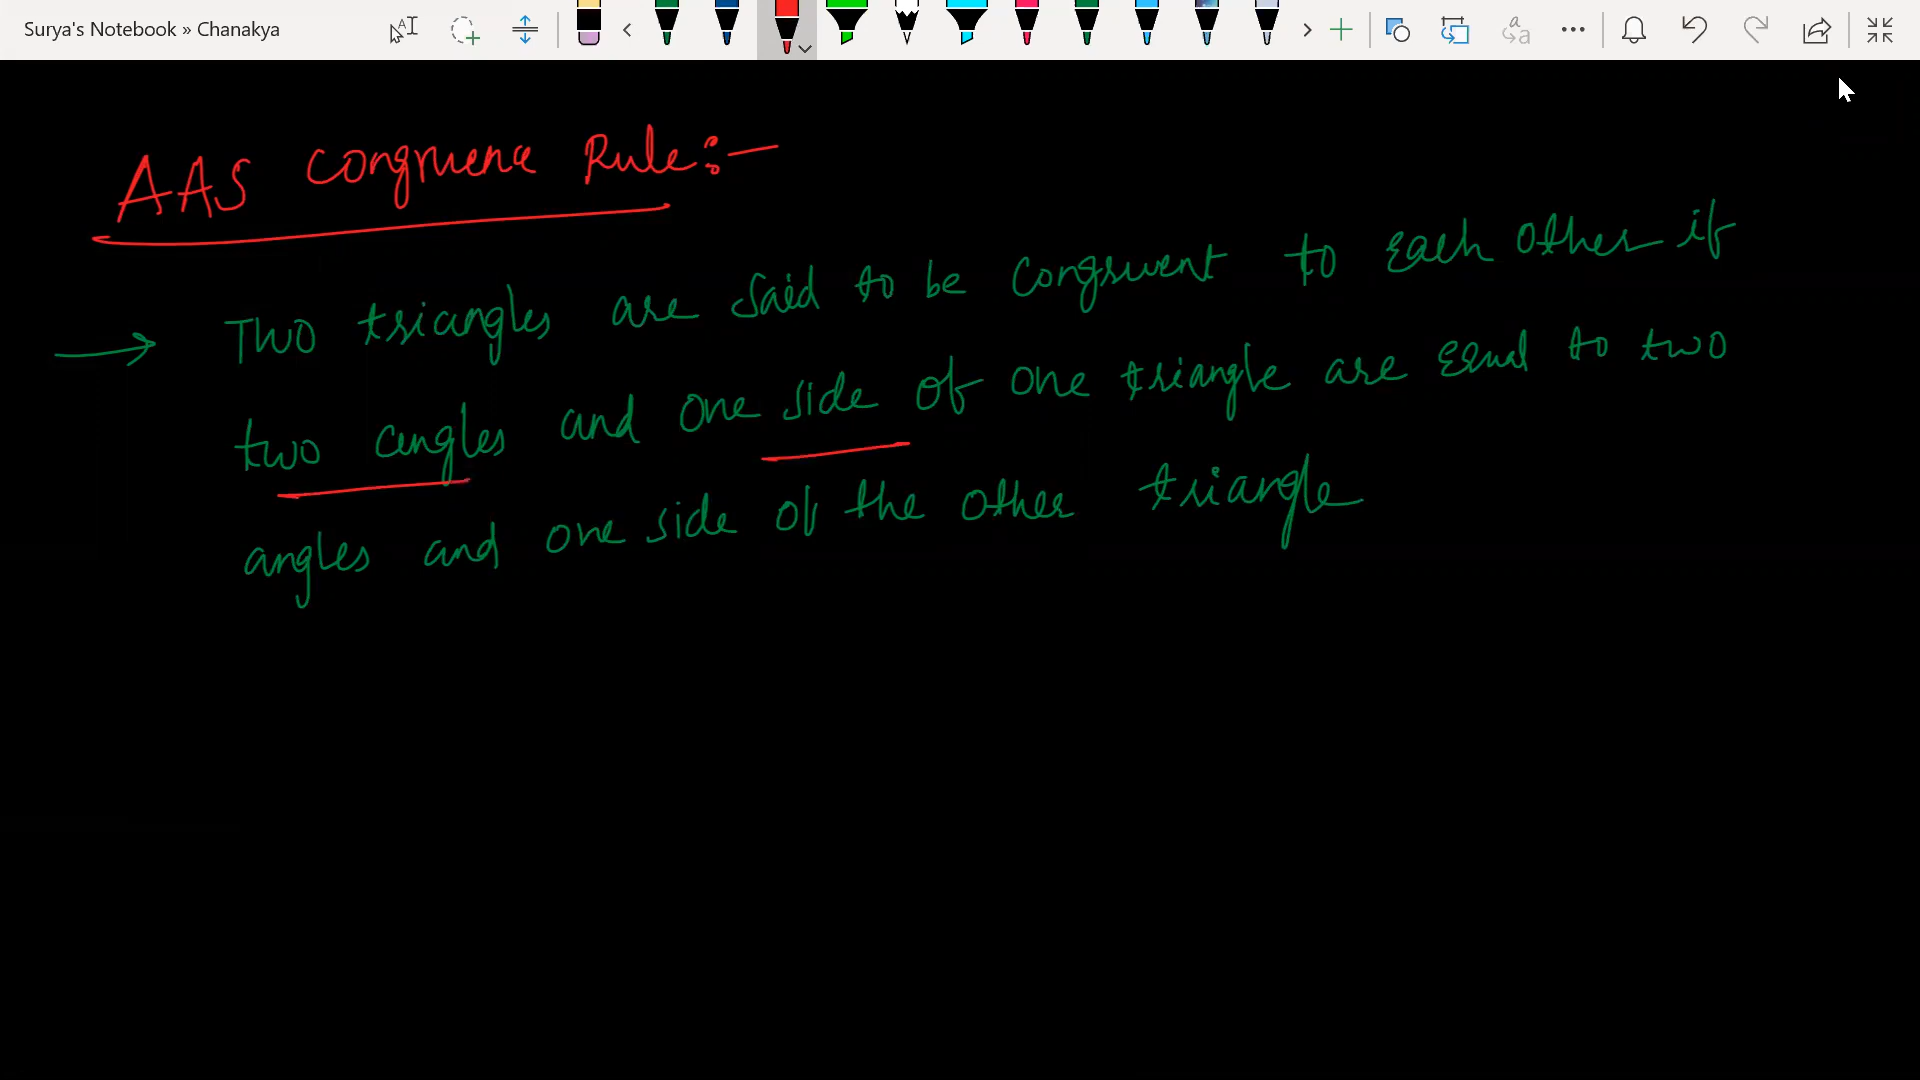 Surya's Notebook » Chanakya
AAS Congruence Rule:-
→ Two triangles are said to be congruent to each other if
two angles and one side of one triangle are equal to two
angles and one side of the other triangle